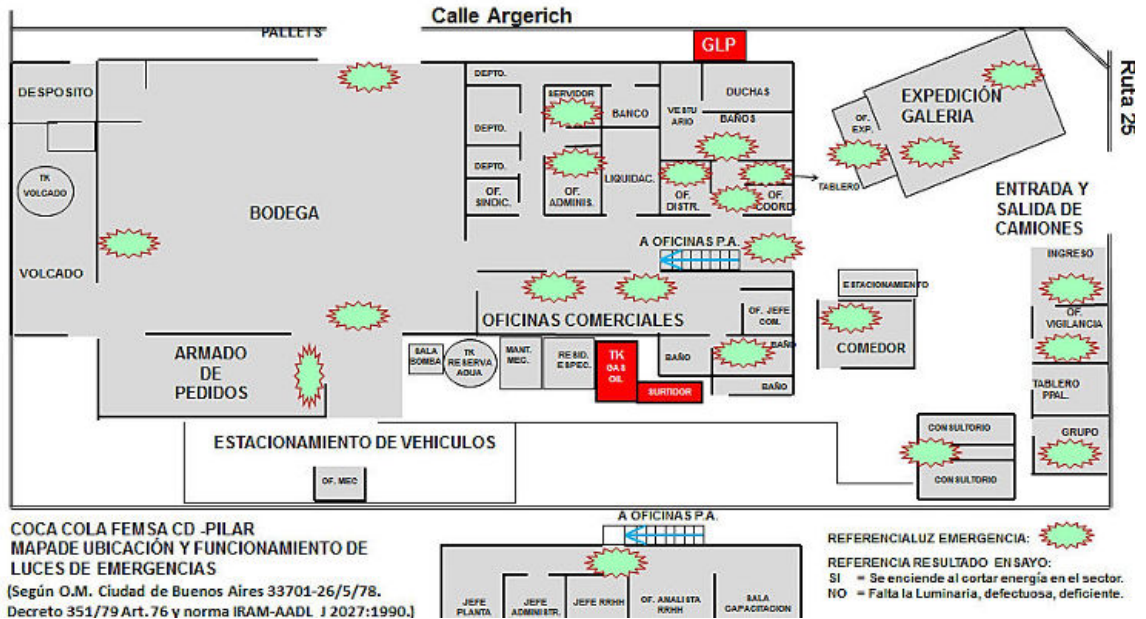 Calle Argerich
PALLETS
GLP
Ruta 25
DESPOSITO
DEPTO.
SERVIDOR
BANCO
VESTU
ARIO
DUCHAS
BAÑOS
EXPEDICIÓN
GALERIA
OF.
EXP.
TABLERO
DEPTO.
DEPTO.
TK
VOLCADO
OF.
SINDIC.
OF.
ADMINIS.
LIQUIDAC.
OF.
DISTR.
OF.
COORD.
ENTRADA Y
SALIDA DE
CAMIONES
BODEGA
A OFICINAS P.A.
VOLCADO
INGRESO
ESTACIONAMIENTO
OF.
VIGILANCIA
OFICINAS COMERCIALES
OF. JEFE
COM.
COMEDOR
ARMADO
DE
PEDIDOS
SALA
BOMBA
TK
RESERVA
AGUA
MANT.
MEC.
RESID.
ESPEC.
TK
GAS
OIL
SURTIDOR
BAÑO
BAÑO
BAÑO
TABLERO
PPAL.
GRUPO
ESTACIONAMIENTO DE VEHICULOS
OF. MEC
CONSULTORIO
CONSULTORIO
COCA COLA FEMSA CD -PILAR
MAPADE UBICACIÓN Y FUNCIONAMIENTO DE
LUCES DE EMERGENCIAS
(Según O.M. Ciudad de Buenos Aires 33701-26/5/78.
Decreto 351/79 Art. 76 y norma IRAM-AADL J 2027:1990.)
A OFICINAS P.A.
JEFE
PLANTA
JEFE
ADMINISTR.
JEFE RRHH
OF. ANALISTA
RRHH
SALA
CAPACITACION
REFERENCIALUZ EMERGENCIA:
REFERENCIA RESULTADO ENSAYO:
SI = Se enciende al cortar energía en el sector.
NO = Falta la Luminaria, defectuosa, deficiente.